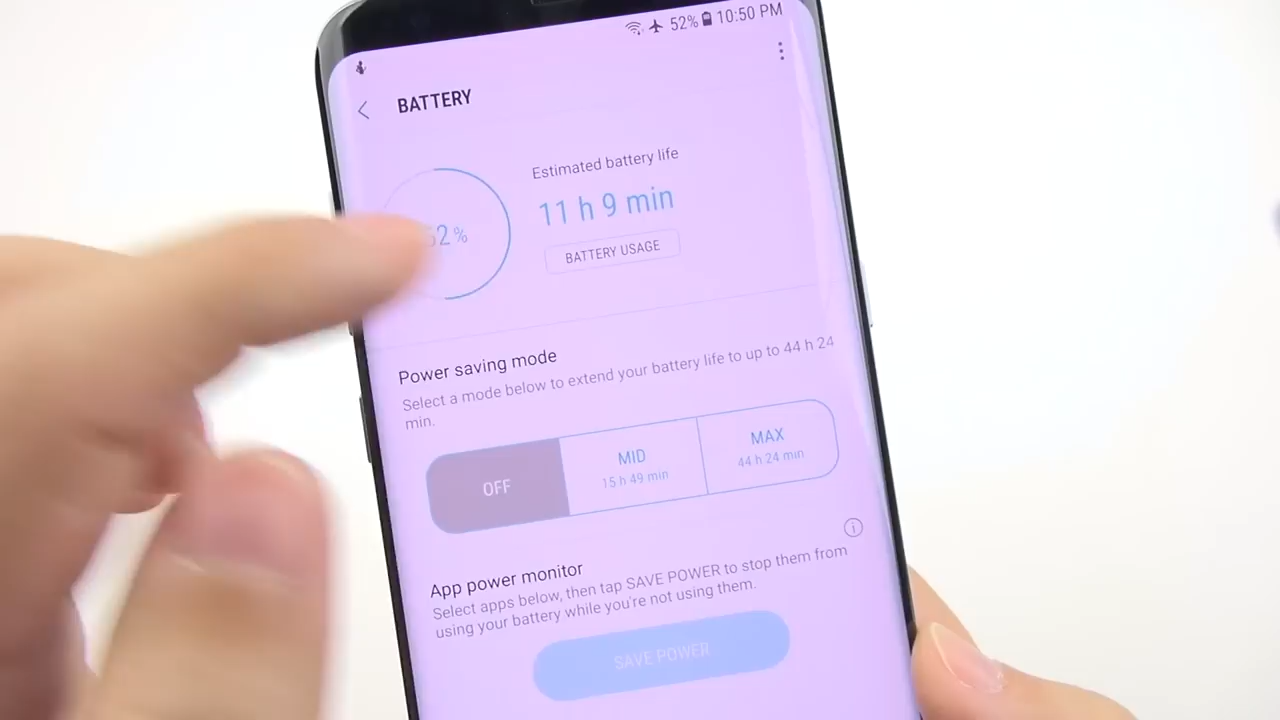 52% 10:50 PM
BATTERY
Estimated battery life
11 h 9 min
52%
BATTERY USAGE
Power saving mode
Select a mode below to extend your battery life to up to 44 h 24
min.
OFF
MID
15 h 49 min
MAX
44 h 24 min
App power monitor
Select apps below, then tap SAVE POWER to stop them from
using your battery while you're not using them.
SAVE POWER